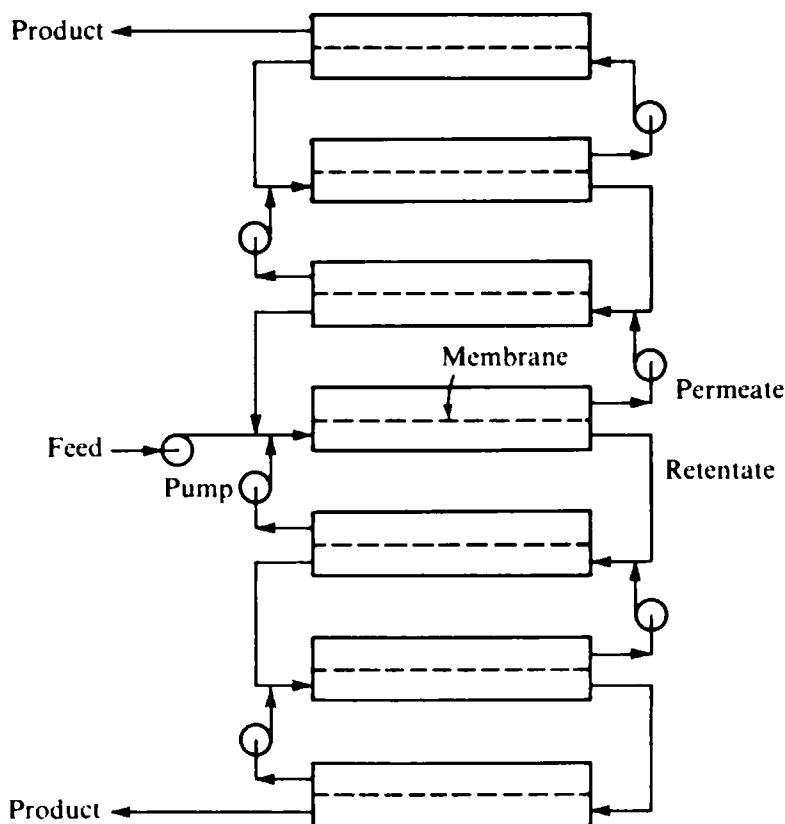 Product
Membrane
Permeate
Feed
Retentate
Pump
Product